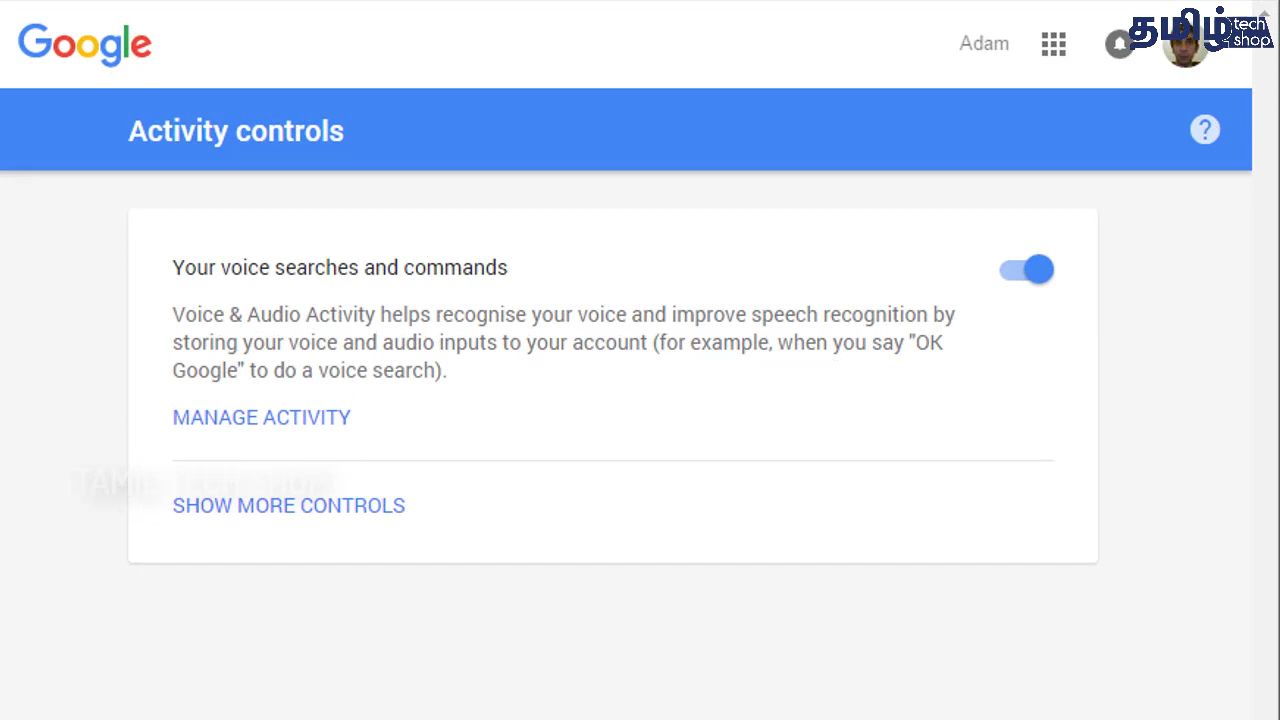 Google
Adam
தமிழ்
tech
shop
Activity controls
?
Your voice searches and commands
Voice & Audio Activity helps recognise your voice and improve speech recognition by
storing your voice and audio inputs to your account (for example, when you say "OK
Google" to do a voice search).
MANAGE ACTIVITY
SHOW MORE CONTROLS